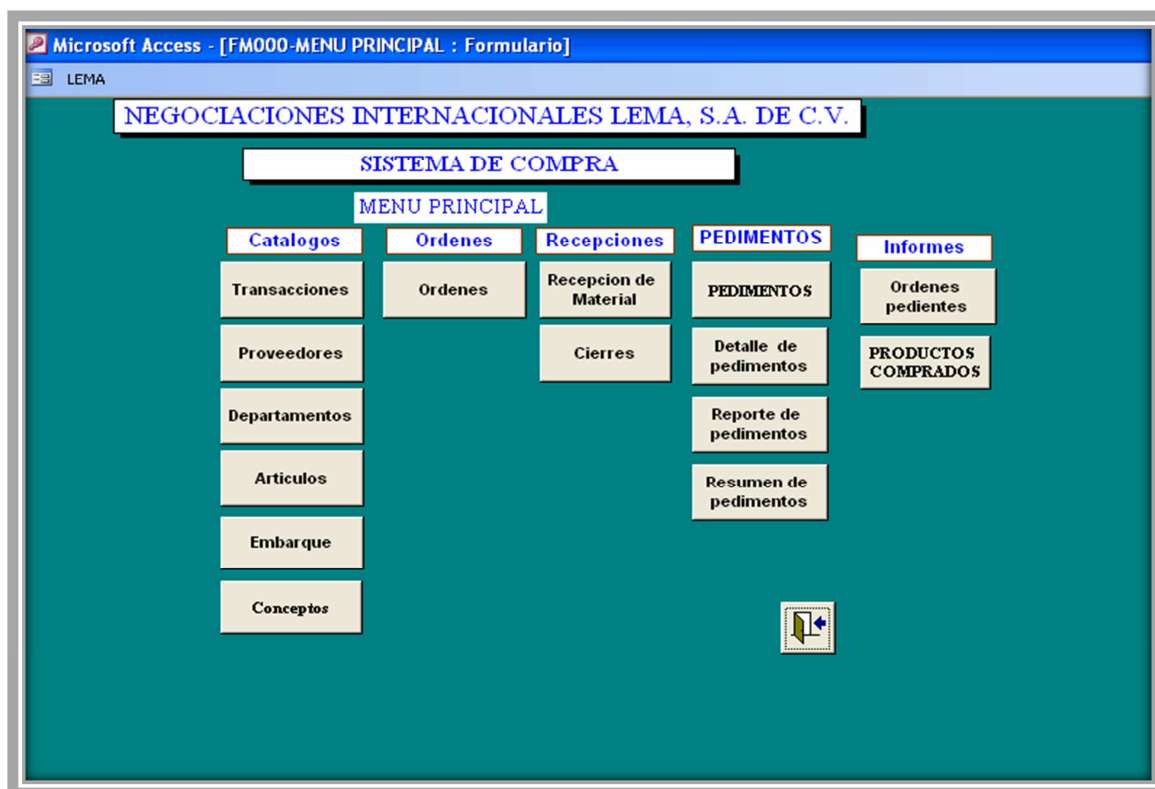 Microsoft Access - [FM000-MENU PRINCIPAL : Formulario]
LEMA
NEGOCIACIONES INTERNACIONALES LEMA, S.A. DE C.V.
SISTEMA DE COMPRA
MENU PRINCIPAL
Catalogos
Transacciones
Proveedores
Departamentos
Articulos
Embarque
Conceptos
Ordenes
Ordenes
Recepciones
Recepcion de
Material
Cierres
PEDIMENTOS
PEDIMENTOS
Detalle de
pedimentos
Reporte de
pedimentos
Resumen de
pedimentos
Informes
Ordenes
pedientes
PRODUCTOS
COMPRADOS